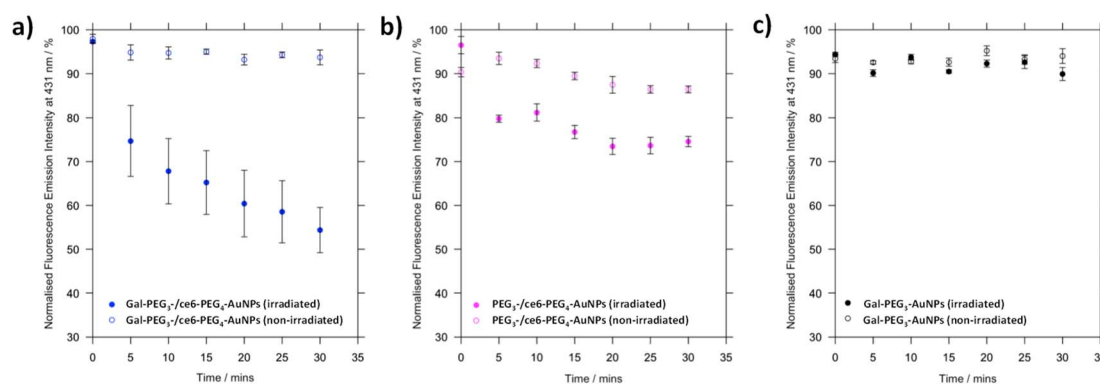 a)
Normalised Fluorescence Emission Intensity at 431 nm / %
100
90
80
70
60
50
40
30
Gal-PEG₃-/ce6-PEG₄-AuNPs (irradiated)
Gal-PEG₃-/ce6-PEG₄-AuNPs (non-irradiated)
0 5 10 15 20 25 30 35
Time / mins
b)
Normalised Fluorescence Emission Intensity at 431 nm / %
100
90
80
70
60
50
40
30
PEG₃-/ce6-PEG₄-AuNPs (irradiated)
PEG₃-/ce6-PEG₄-AuNPs (non-irradiated)
0 5 10 15 20 25 30 35
Time / mins
c)
Normalised Fluorescence Emission Intensity at 431 nm / %
100
90
80
70
60
50
40
30
Gal-PEG₃-AuNPs (irradiated)
Gal-PEG₃-AuNPs (non-irradiated)
0 5 10 15 20 25 30 35
Time / mins